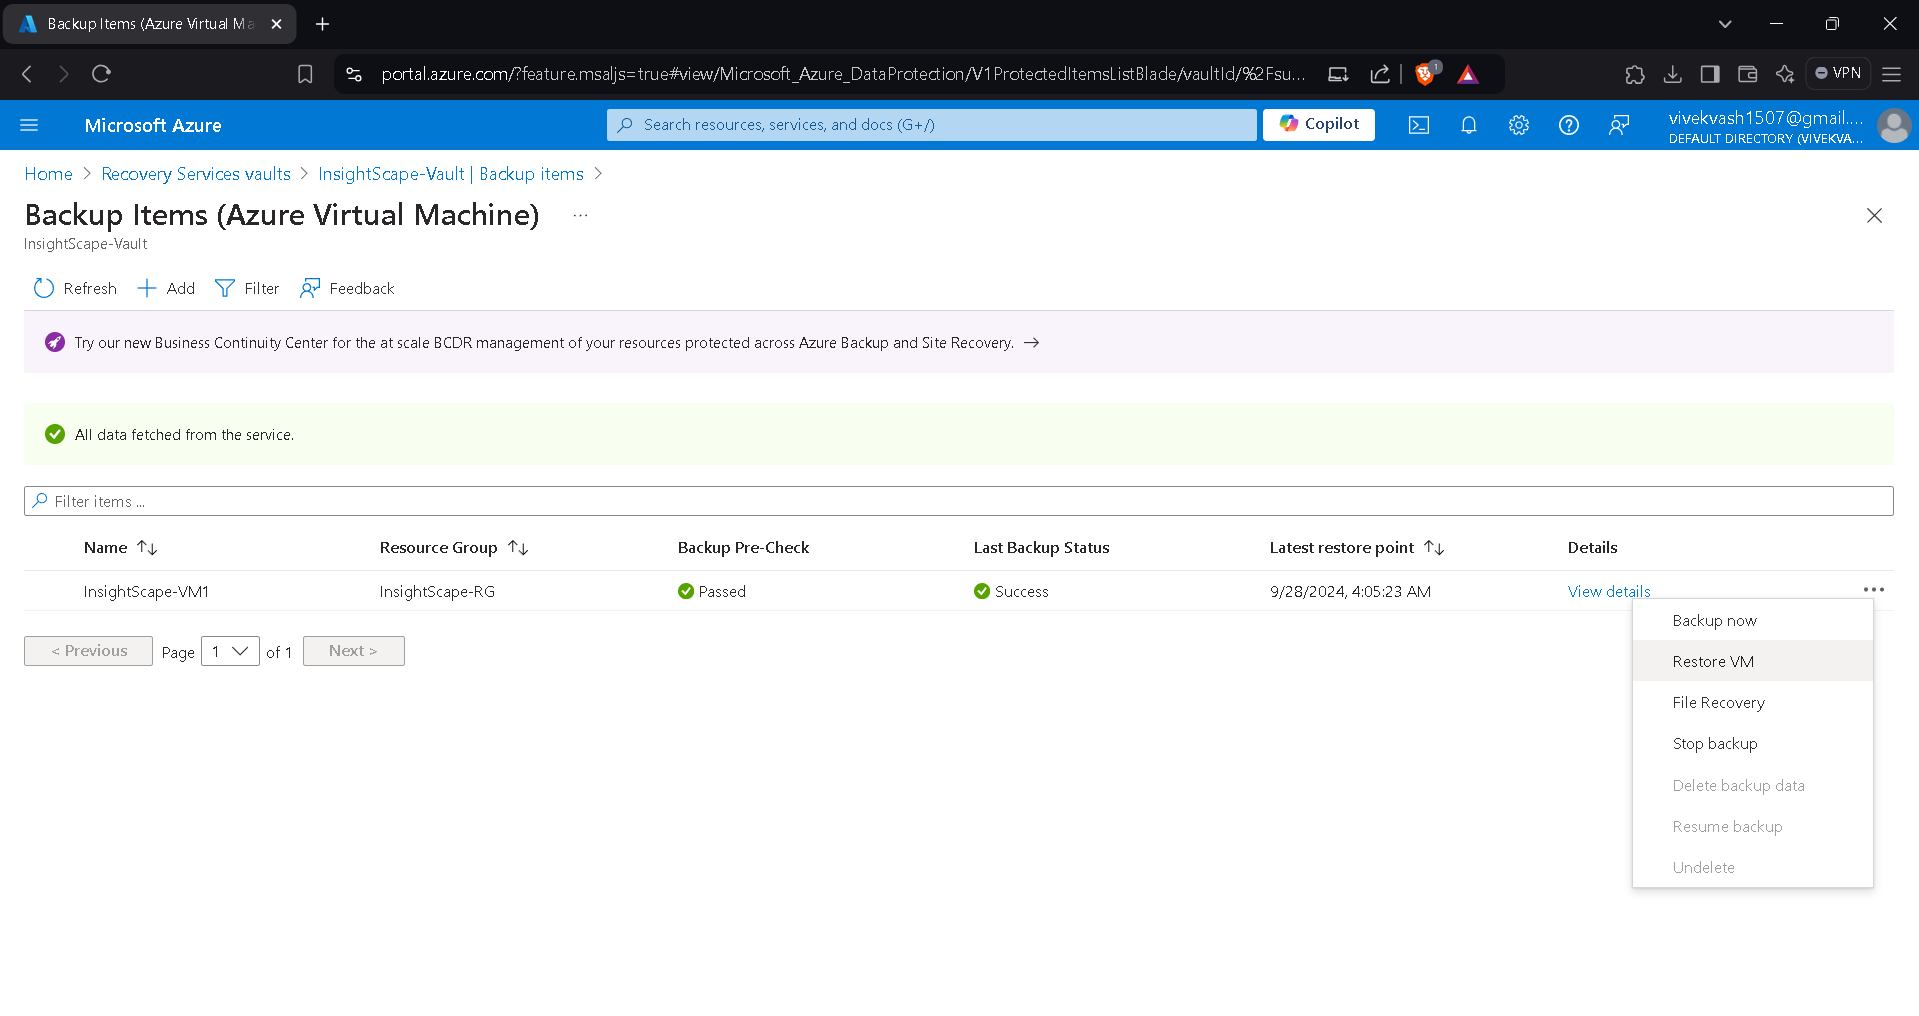 Backup Items (Azure Virtual Ma
portal.azure.com/?feature.msaljs=true#view/Microsoft_Azure_DataProtection/V1ProtectedItemsListBlade/vaultId/%2Fsu...
1
VPN
Microsoft Azure
Search resources, services, and docs (G+/)
Copilot
vivekvash1507@gmail....
DEFAULT DIRECTORY (VIVEKVA...
Home > Recovery Services vaults > InsightScape-Vault | Backup items >
Backup Items (Azure Virtual Machine) ...
InsightScape-Vault
Refresh
Add
Filter
Feedback
Try our new Business Continuity Center for the at scale BCDR management of your resources protected across Azure Backup and Site Recovery. →
All data fetched from the service.
Filter items ...
Name ↑↓ Resource Group ↑↓ Backup Pre-Check Last Backup Status Latest restore point ↑↓ Details
InsightScape-VM1 InsightScape-RG Passed Success 9/28/2024, 4:05:23 AM View details ...
< Previous Page 1 of 1 Next >
Backup now
Restore VM
File Recovery
Stop backup
Delete backup data
Resume backup
Undelete